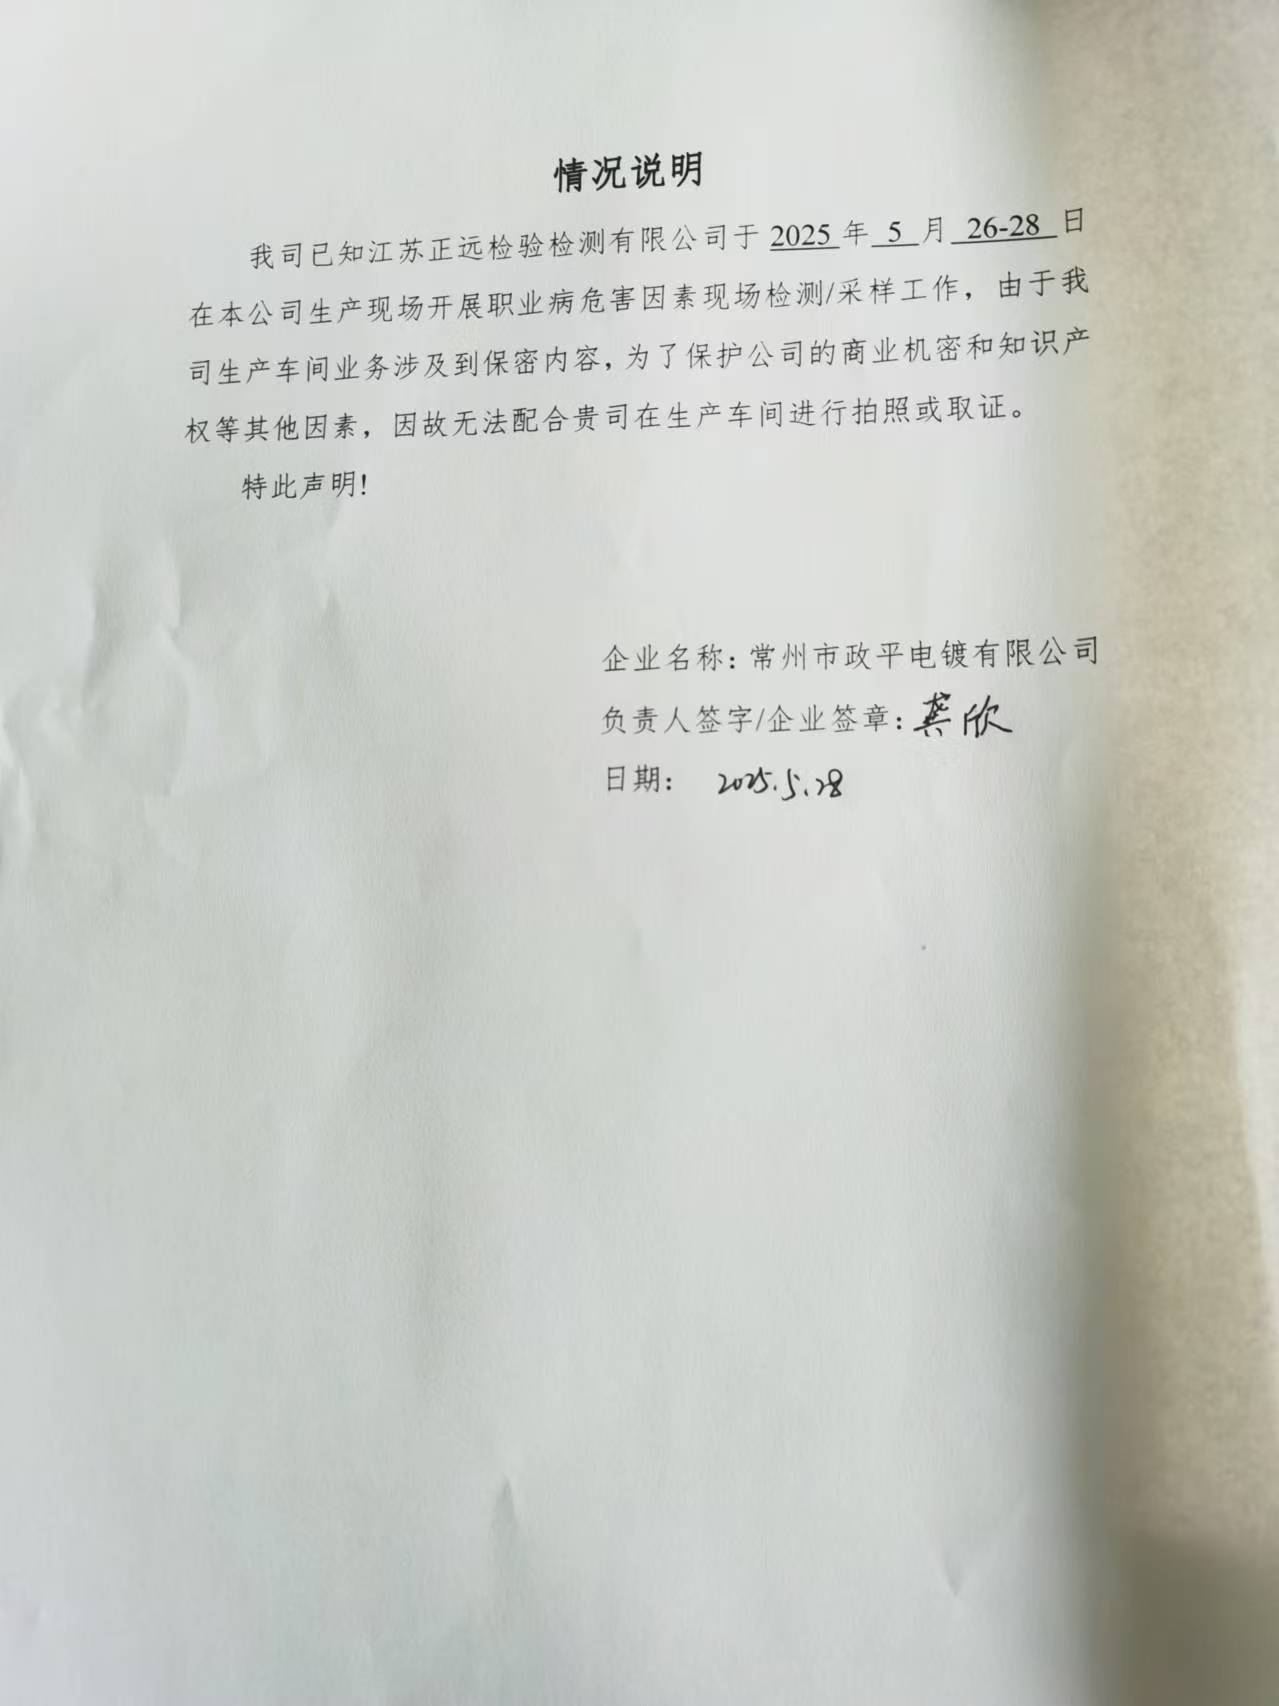 情况说明
我司已知江苏正远检验检测有限公司于 2025 年 5 月 26-28 日
在本公司生产现场开展职业病危害因素现场检测/采样工作，由于我
司生产车间业务涉及到保密内容，为了保护公司的商业机密和知识产
权等其他因素，因故无法配合贵司在生产车间进行拍照或取证。
特此声明！
企业名称：常州市政平电镀有限公司
负责人签字/企业签章：龚欣
日期： 2025.5.28